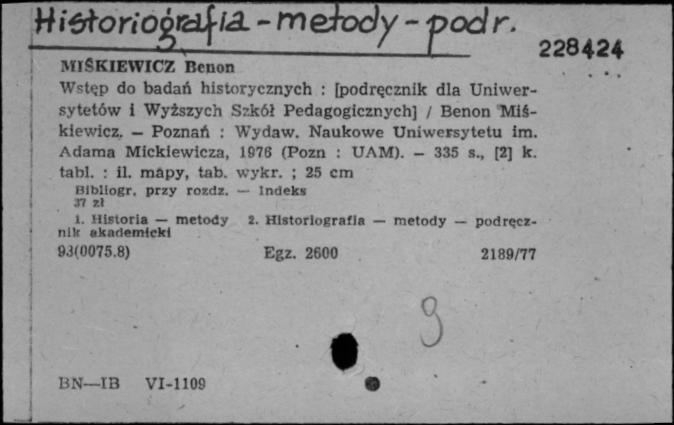 Historiografia - metody - podr.
228424
MIŚKIEWICZ Benon
Wstęp do badań historycznych : [podręcznik dla Uniwer-
sytetów i Wyższych Szkół Pedagogicznych] / Benon Miś-
kiewicz. — Poznań : Wydaw. Naukowe Uniwersytetu im.
Adama Mickiewicza, 1976 (Pozn : UAM). — 335 s., [2] k.
tabl. : il. mapy, tab. wykr. ; 25 cm
Bibliogr. przy rozdz. — Indeks
37 zł
1. Historia — metody 2. Historiografia — metody — podręcz-
nik akademicki
93(0075.8) Egz. 2600 2189/77
9
BN—IB VI-1109